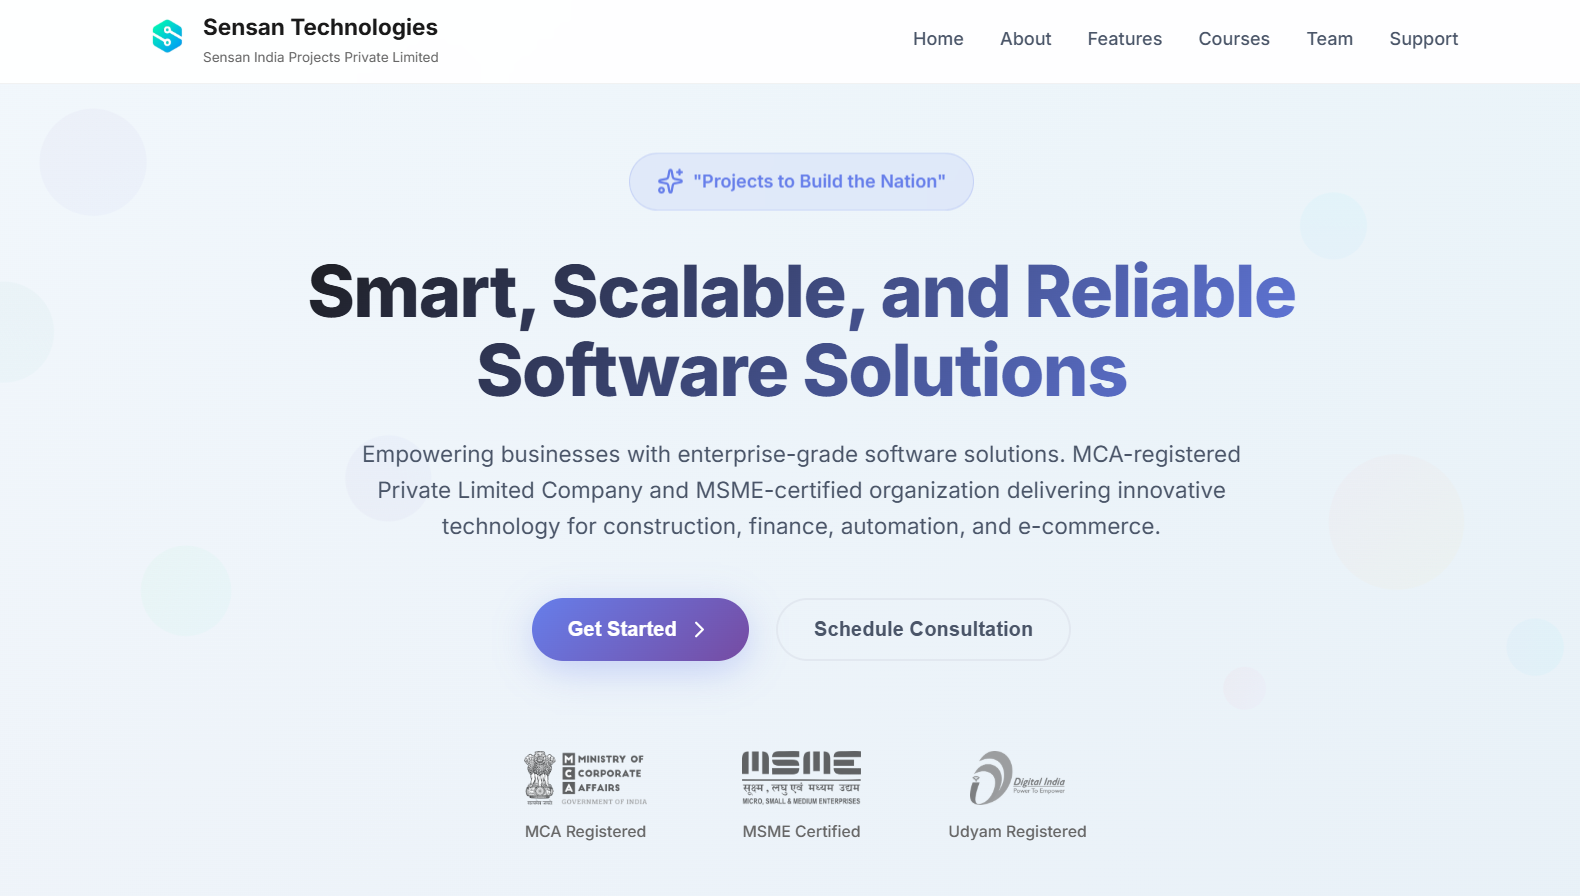 Sensan Technologies
Sensan India Projects Private Limited
Home About Features Courses Team Support
"Projects to Build the Nation"
Smart, Scalable, and Reliable
Software Solutions
Empowering businesses with enterprise-grade software solutions. MCA-registered
Private Limited Company and MSME-certified organization delivering innovative
technology for construction, finance, automation, and e-commerce.
Get Started
Schedule Consultation
सत्यमेव जयते
MCA
MINISTRY OF
CORPORATE
AFFAIRS
GOVERNMENT OF INDIA
MCA Registered
MSME
सूक्ष्म, लघु एवं मध्यम उद्यम
MICRO, SMALL & MEDIUM ENTERPRISES
MSME Certified
Digital India
Power To Empower
Udyam Registered